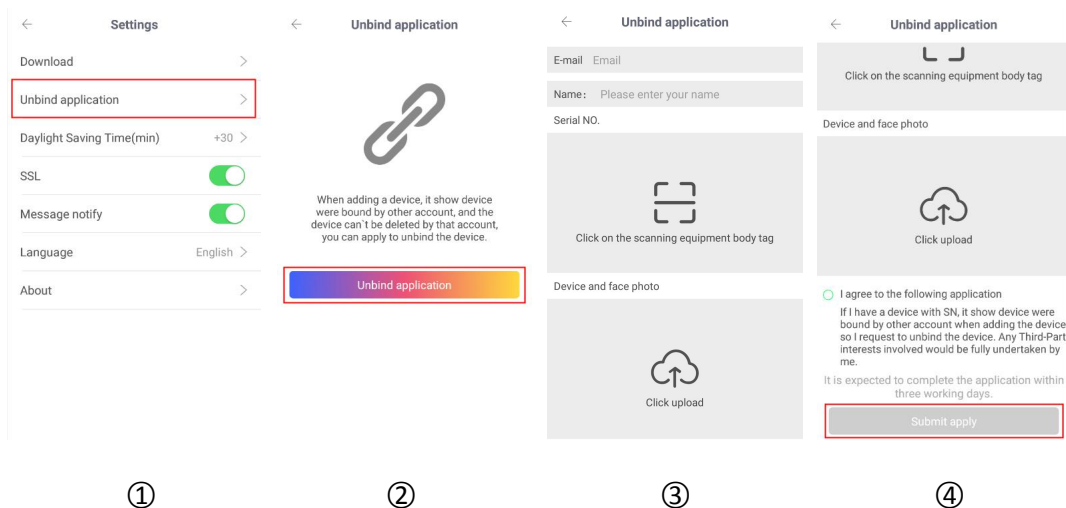 Settings
Download
Unbind application
Daylight Saving Time(min) +30
SSL
Message notify
Language English
About
①
Unbind application
When adding a device, it show device
were bound by other account, and the
device can`t be deleted by that account,
you can apply to unbind the device.
Unbind application
②
Unbind application
E-mail Email
Name: Please enter your name
Serial NO.
Click on the scanning equipment body tag
Device and face photo
Click upload
③
Unbind application
Click on the scanning equipment body tag
Device and face photo
Click upload
I agree to the following application
If I have a device with SN, it show device were
bound by other account when adding the device
so I request to unbind the device. Any Third-Part
interests involved would be fully undertaken by
me.
It is expected to complete the application within
three working days.
Submit apply
④